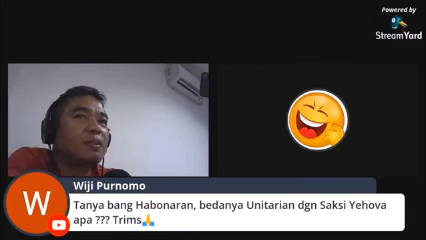 Powered by
StreamYard
W
Wiji Purnomo
Tanya bang Habonaran, bedanya Unitarian dgn Saksi Yehova
apa ??? Trims🙏